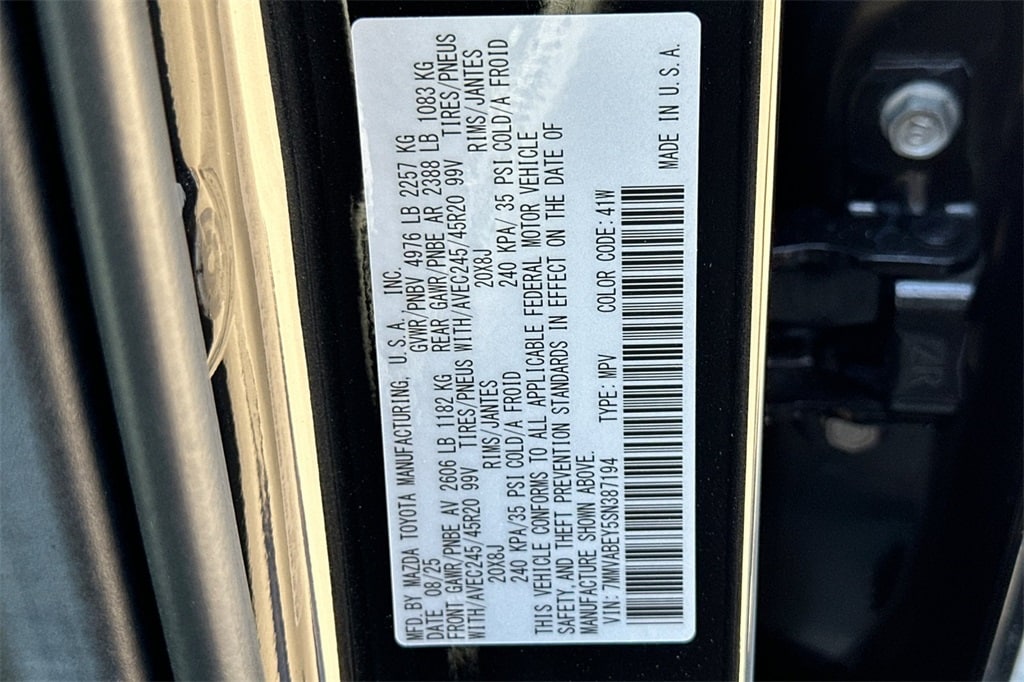 MFD.BY MAZDA TOYOTA MANUFACTURING, U.S.A., INC.
DATE 08/25 GVWR/PNBV 4976 LB 2257 KG
FRONT GAWR/PNBE AV 2606 LB 1182 KG REAR GAWR/PNBE AR 2388 LB 1083 KG
WITH/AVEC245/45R20 99V TIRES/PNEUS WITH/AVEC245/45R20 99V TIRES/PNEUS
20X8J RIMS/JANTES 20X8J RIMS/JANTES
240 KPA/35 PSI COLD/A FROID 240 KPA/ 35 PSI COLD/A FROID
THIS VEHICLE CONFORMS TO ALL APPLICABLE FEDERAL MOTOR VEHICLE
SAFETY AND THEFT PREVENTION STANDARDS IN EFFECT ON THE DATE OF
MANUFACTURE SHOWN ABOVE.
VIN: 7MMVABEY5SN387194 TYPE: MPV COLOR CODE: 41W
MADE IN U.S.A.